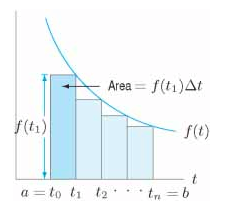 Area = f(t₁)Δt
f(t₁)
f(t)
t
a = t₀ t₁ t₂ · · · tₙ = b